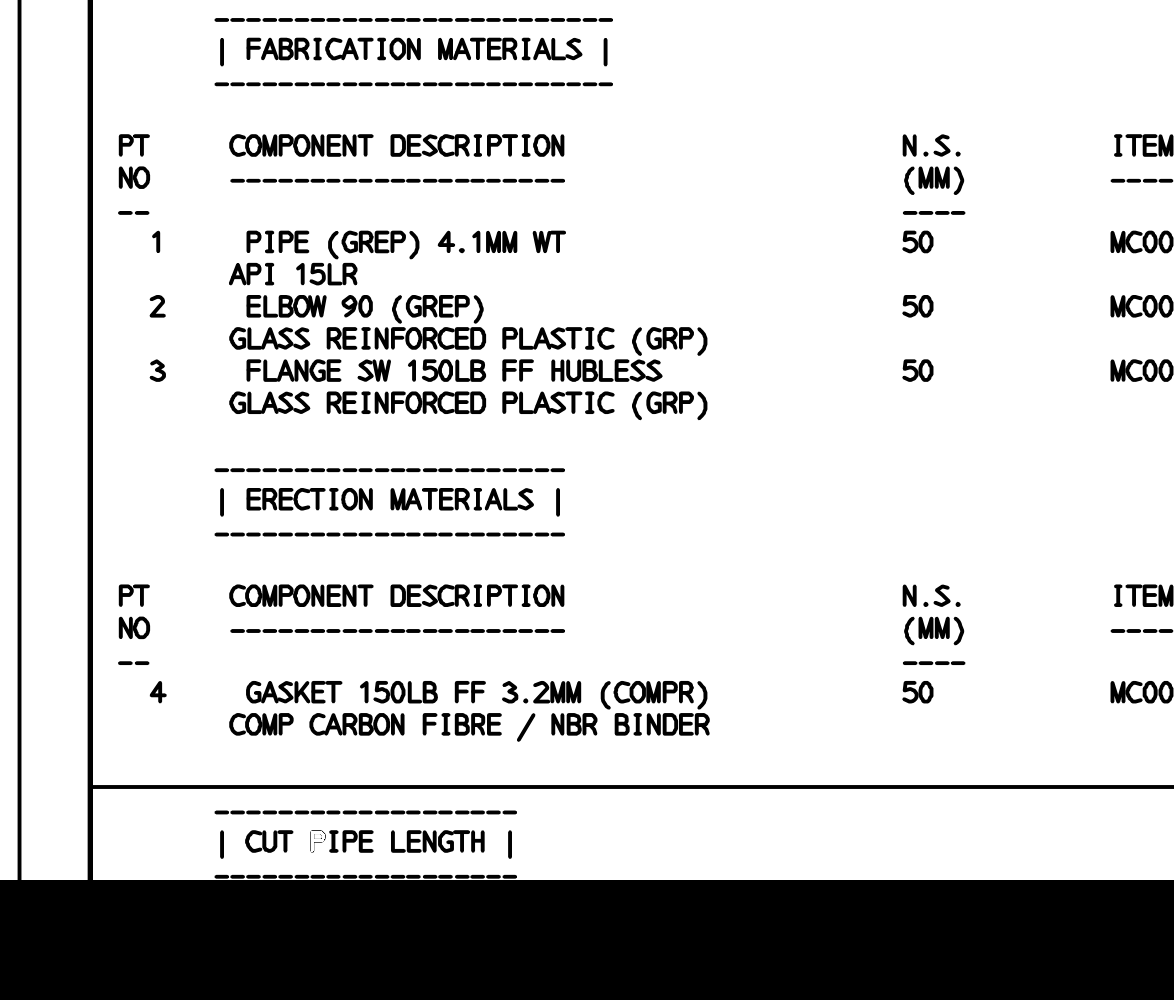 --------------------------
| FABRICATION MATERIALS |
--------------------------
PT COMPONENT DESCRIPTION N.S. ITEM
NO --------------------- (MM) ----
-- ----
1 PIPE (GREP) 4.1MM WT 50 MC00
API 15LR
2 ELBOW 90 (GREP) 50 MC00
GLASS REINFORCED PLASTIC (GRP)
3 FLANGE SW 150LB FF HUBLESS 50 MC00
GLASS REINFORCED PLASTIC (GRP)
----------------------
| ERECTION MATERIALS |
----------------------
PT COMPONENT DESCRIPTION N.S. ITEM
NO --------------------- (MM) ----
-- ----
4 GASKET 150LB FF 3.2MM (COMPR) 50 MC00
COMP CARBON FIBRE / NBR BINDER
-------------------
| CUT PIPE LENGTH |
-------------------